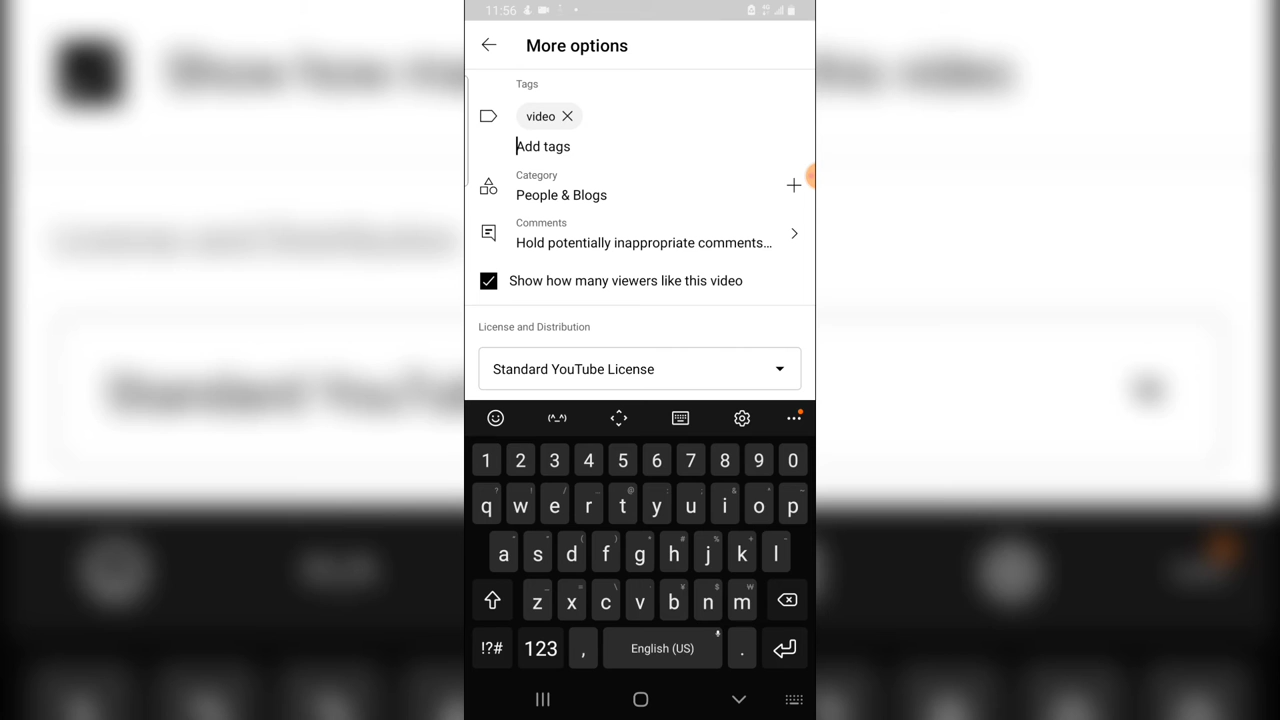 11:56
More options
Tags
video
Add tags
Category
People & Blogs
Comments
Hold potentially inappropriate comments...
Show how many viewers like this video
License and Distribution
Standard YouTube License
(^_^)
1 2 3 4 5 6 7 8 9 0
q w e r t y u i o p
a s d f g h j k l
z x c v b n m
!?# 123 , English (US) .